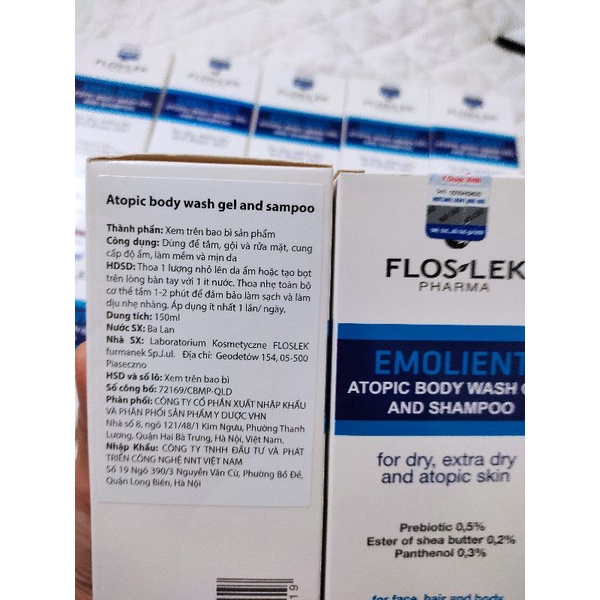 Atopic body wash gel and sampoo
Thành phần: Xem trên bao bì sản phẩm
Công dụng: Dùng để tắm, gội và rửa mặt, cung
cấp độ ẩm, làm mềm và mịn da
HDSD: Thoa 1 lượng nhỏ lên da ẩm hoặc tạo bọt
trên lòng bàn tay với 1 ít nước. Thoa nhẹ toàn bộ
cơ thể tầm 1-2 phút để đảm bảo làm sạch và làm
dịu nhẹ nhàng. Áp dụng ít nhất 1 lần/ ngày.
Dung tích: 150ml
Nước SX: Ba Lan
Nhà SX: Laboratorium Kosmetyczne FLOSLEK
furmanek Sp.J.ul. Địa chỉ: Geodetów 154, 05-500
Piaseczno
HSD và số lô: Xem trên bao bì
Số công bố: 72169/CBMP-QLD
Phân phối: CÔNG TY CỔ PHẦN XUẤT NHẬP KHẨU
VÀ PHÂN PHỐI SẢN PHẨM Y DƯỢC VHN
Nhà số 8, ngõ 121/48/1 Kim Ngưu, Phường Thanh
Lương, Quận Hai Bà Trưng, Hà Nội, Việt Nam.
Nhập Khẩu: CÔNG TY TNHH ĐẦU TƯ VÀ PHÁT
TRIỂN CÔNG NGHỆ NNT VIỆT NAM
Số 19 Ngõ 390/3 Nguyễn Văn Cừ, Phường Bồ Đề,
Quận Long Biên, Hà Nội
FLOS-LEK
PHARMA
EMOLIENT
ATOPIC BODY WASH
AND SHAMPOO
for dry, extra dry
and atopic skin
Prebiotic 0,5%
Ester of shea butter 0,2%
Panthenol 0,3%
for face, hair and body